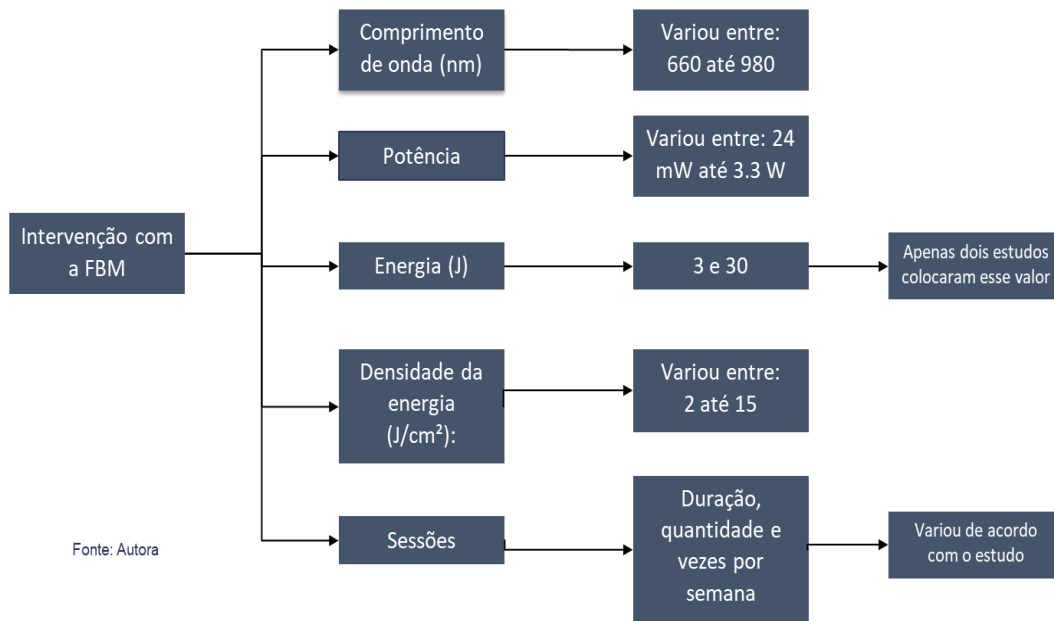 Intervenção com
a FBM
Comprimento
de onda (nm)
Variou entre:
660 até 980
Potência
Variou entre: 24
mW até 3.3 W
Energia (J)
3 e 30
Apenas dois estudos
colocaram esse valor
Densidade da
energia
(J/cm²):
Variou entre:
2 até 15
Sessões
Duração,
quantidade e
vezes por
semana
Variou de acordo
com o estudo
Fonte: Autora